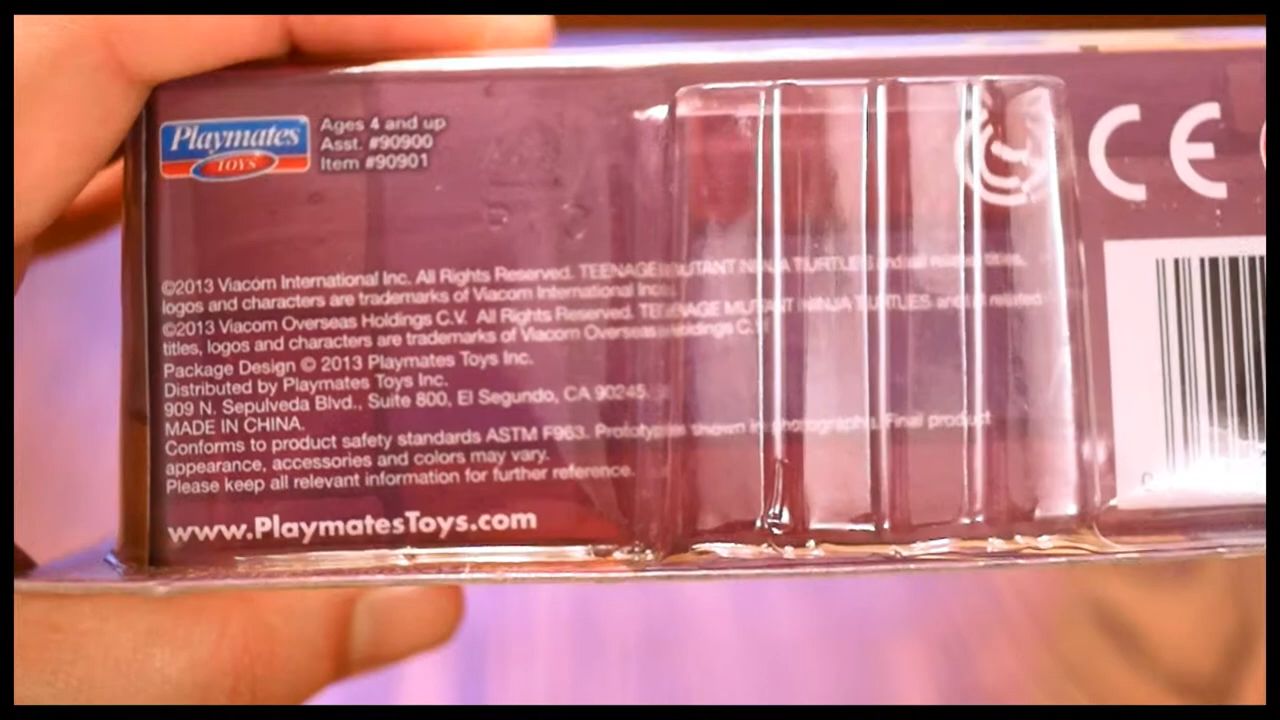 Playmates
TOYS
Ages 4 and up
Asst. #90900
Item #90901
CE
©2013 Viacom International Inc. All Rights Reserved. TEENAGE MUTANT NINJA TURTLES and all related titles,
logos and characters are trademarks of Viacom International Inc.
©2013 Viacom Overseas Holdings C.V. All Rights Reserved. TEENAGE MUTANT NINJA TURTLES and all related
titles, logos and characters are trademarks of Viacom Overseas Holdings C.V.
Package Design © 2013 Playmates Toys Inc.
Distributed by Playmates Toys Inc.
909 N. Sepulveda Blvd., Suite 800, El Segundo, CA 90245.
MADE IN CHINA.
Conforms to product safety standards ASTM F963. Prototypes shown in photographs. Final product
appearance, accessories and colors may vary.
Please keep all relevant information for further reference.
www.PlaymatesToys.com